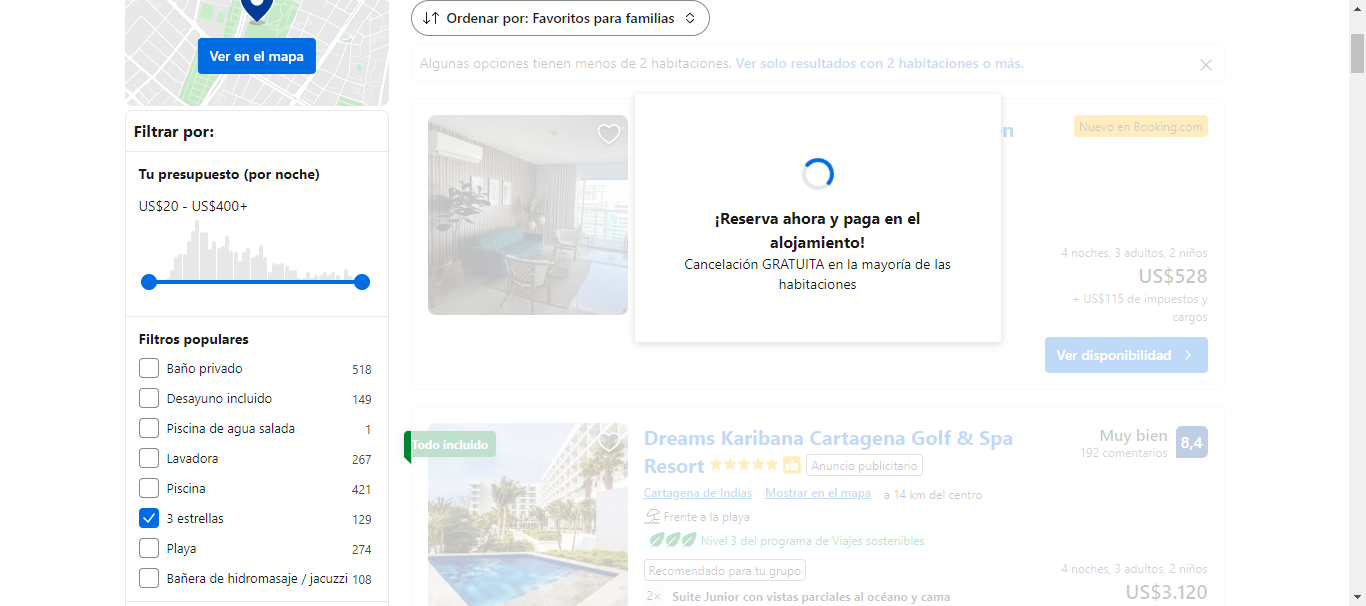 Ver en el mapa
Filtrar por:
Tu presupuesto (por noche)
US$20 - US$400+
Filtros populares
Baño privado 518
Desayuno incluido 149
Piscina de agua salada 1
Lavadora 267
Piscina 421
3 estrellas 129
Playa 274
Bañera de hidromasaje / jacuzzi 108
Ordenar por: Favoritos para familias
Algunas opciones tienen menos de 2 habitaciones. Ver solo resultados con 2 habitaciones o más.
Nuevo en Booking.com
¡Reserva ahora y paga en el
alojamiento!
Cancelación GRATUITA en la mayoría de las
habitaciones
4 noches, 3 adultos, 2 niños
US$528
+ US$115 de impuestos y
cargos
Ver disponibilidad
Todo incluido
Dreams Karibana Cartagena Golf & Spa
Resort Anuncio publicitario
Muy bien 8,4
192 comentarios
Cartagena de Indias Mostrar en el mapa a 14 km del centro
Frente a la playa
Nivel 3 del programa de Viajes sostenibles
Recomendado para tu grupo
4 noches, 3 adultos, 2 niños
2× Suite Junior con vistas parciales al océano y cama
US$3.120